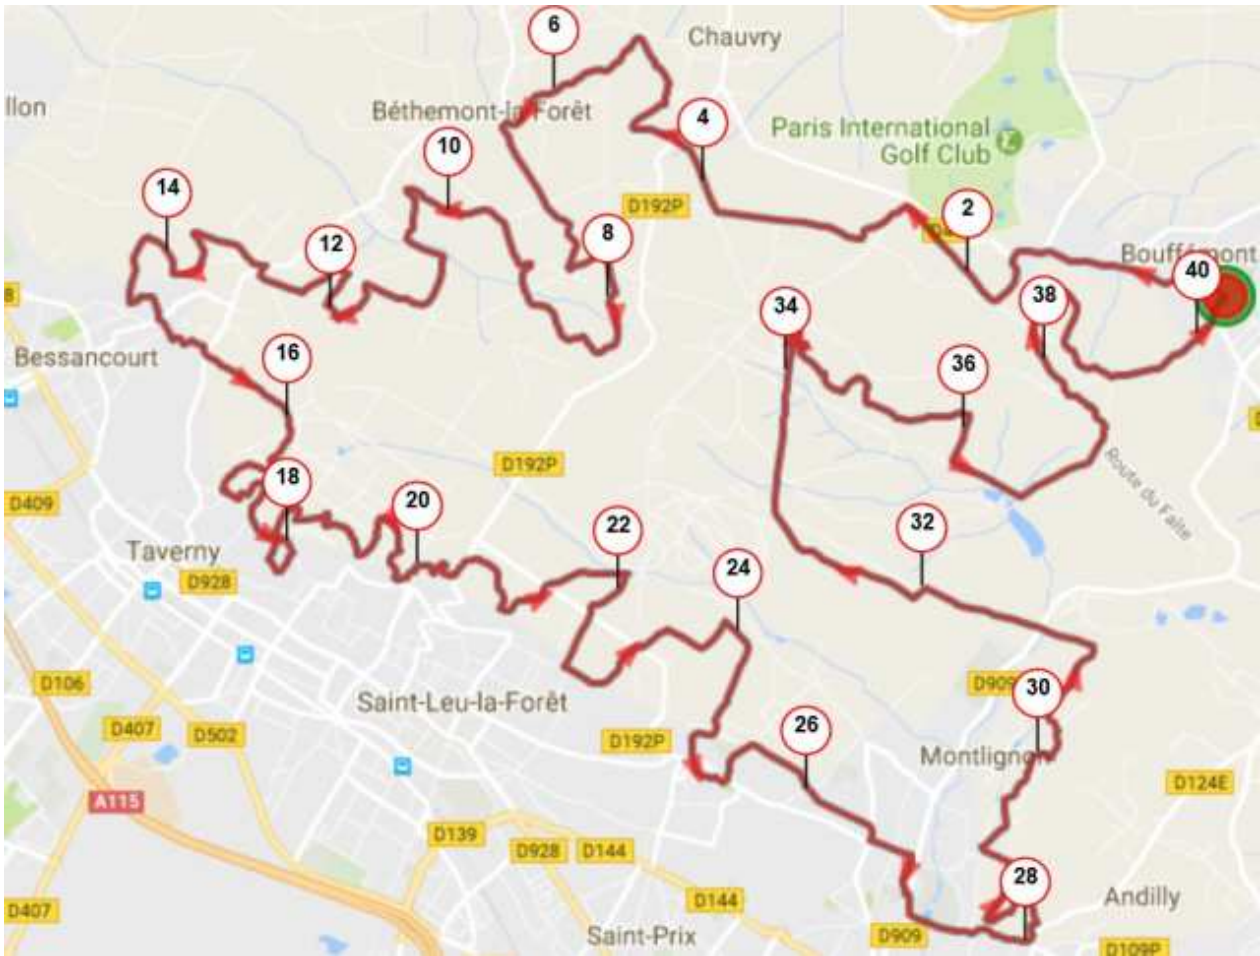 6
Chauvry
llon
Béthemont-la-Forêt
4
Paris International
Golf Club
10
14
D192P
2
8
12
Bouffémont
40
38
34
Bessancourt
16
36
Route du Faîte
D192P
18
D409
20
22
32
Taverny
D928
24
D106
D909
30
Saint-Leu-la-Forêt
D407
D502
D192P
26
Montlignon
D124E
A115
D139
D928
D144
28
D144
Andilly
D407
Saint-Prix
D909
D109P